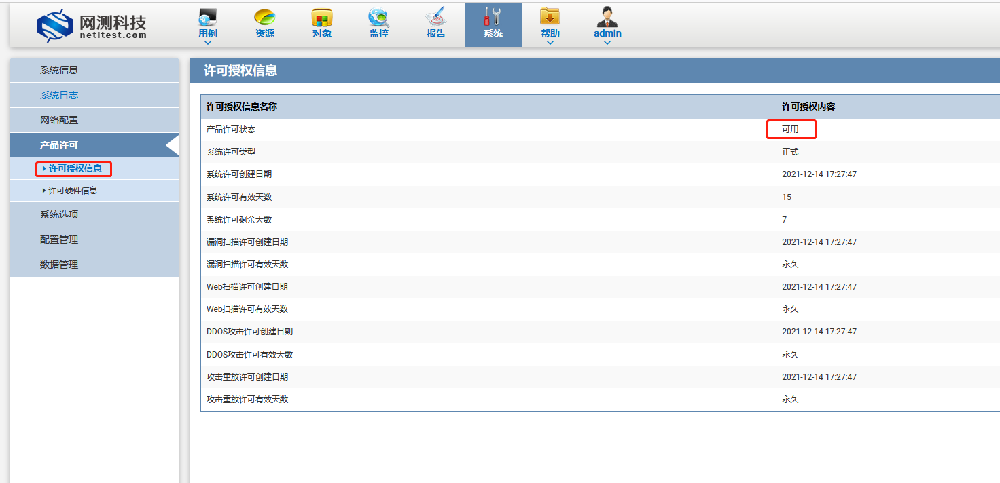 网测科技
netitest.com
用例
资源
对象
监控
报告
系统
帮助
admin
系统信息
系统日志
网络配置
产品许可
许可授权信息
许可硬件信息
系统选项
配置管理
数据管理
许可授权信息
许可授权信息名称 许可授权内容
产品许可状态 可用
系统许可类型 正式
系统许可创建日期 2021-12-14 17:27:47
系统许可有效天数 15
系统许可剩余天数 7
漏洞扫描许可创建日期 2021-12-14 17:27:47
漏洞扫描许可有效天数 永久
Web扫描许可创建日期 2021-12-14 17:27:47
Web扫描许可有效天数 永久
DDOS攻击许可创建日期 2021-12-14 17:27:47
DDOS攻击许可有效天数 永久
攻击重放许可创建日期 2021-12-14 17:27:47
攻击重放许可有效天数 永久